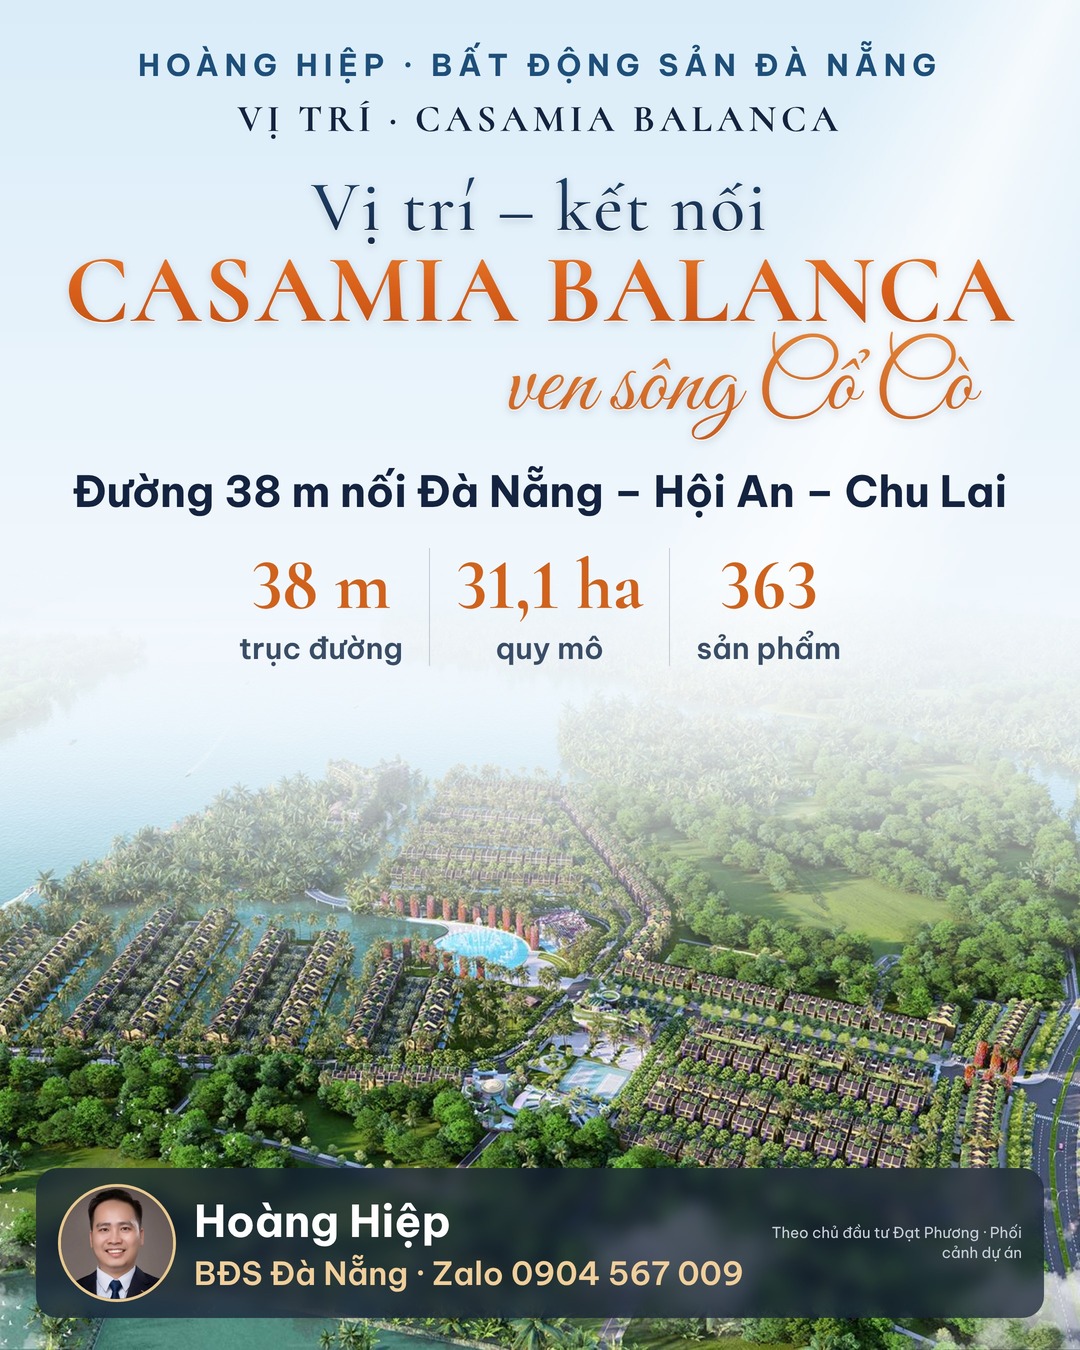 HOÀNG HIỆP · BẤT ĐỘNG SẢN ĐÀ NẴNG
VỊ TRÍ · CASAMIA BALANCA
Vị trí – kết nối
CASAMIA BALANCA
ven sông Cổ Cò
Đường 38 m nối Đà Nẵng – Hội An – Chu Lai
38 m
trục đường
31,1 ha
quy mô
363
sản phẩm
Hoàng Hiệp
BĐS Đà Nẵng · Zalo 0904 567 009
Theo chủ đầu tư Đạt Phương · Phối
cảnh dự án